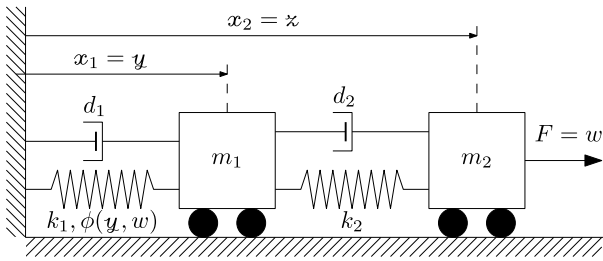 x₂ = z
x₁ = y
d₁
d₂
F = w
m₁
m₂
k₁, ϕ(y, w)
k₂